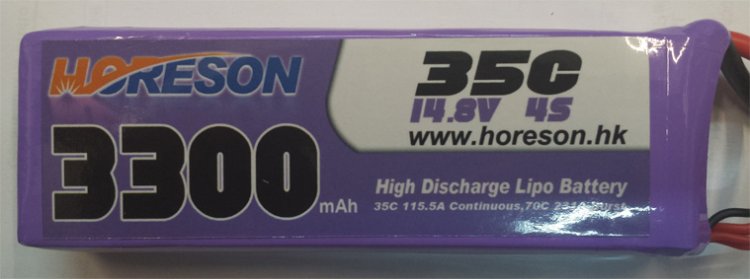 HORESON
3300 mAh
35C
14.8V 4S
www.horeson.hk
High Discharge Lipo Battery
35C 115.5A Continuous,70C